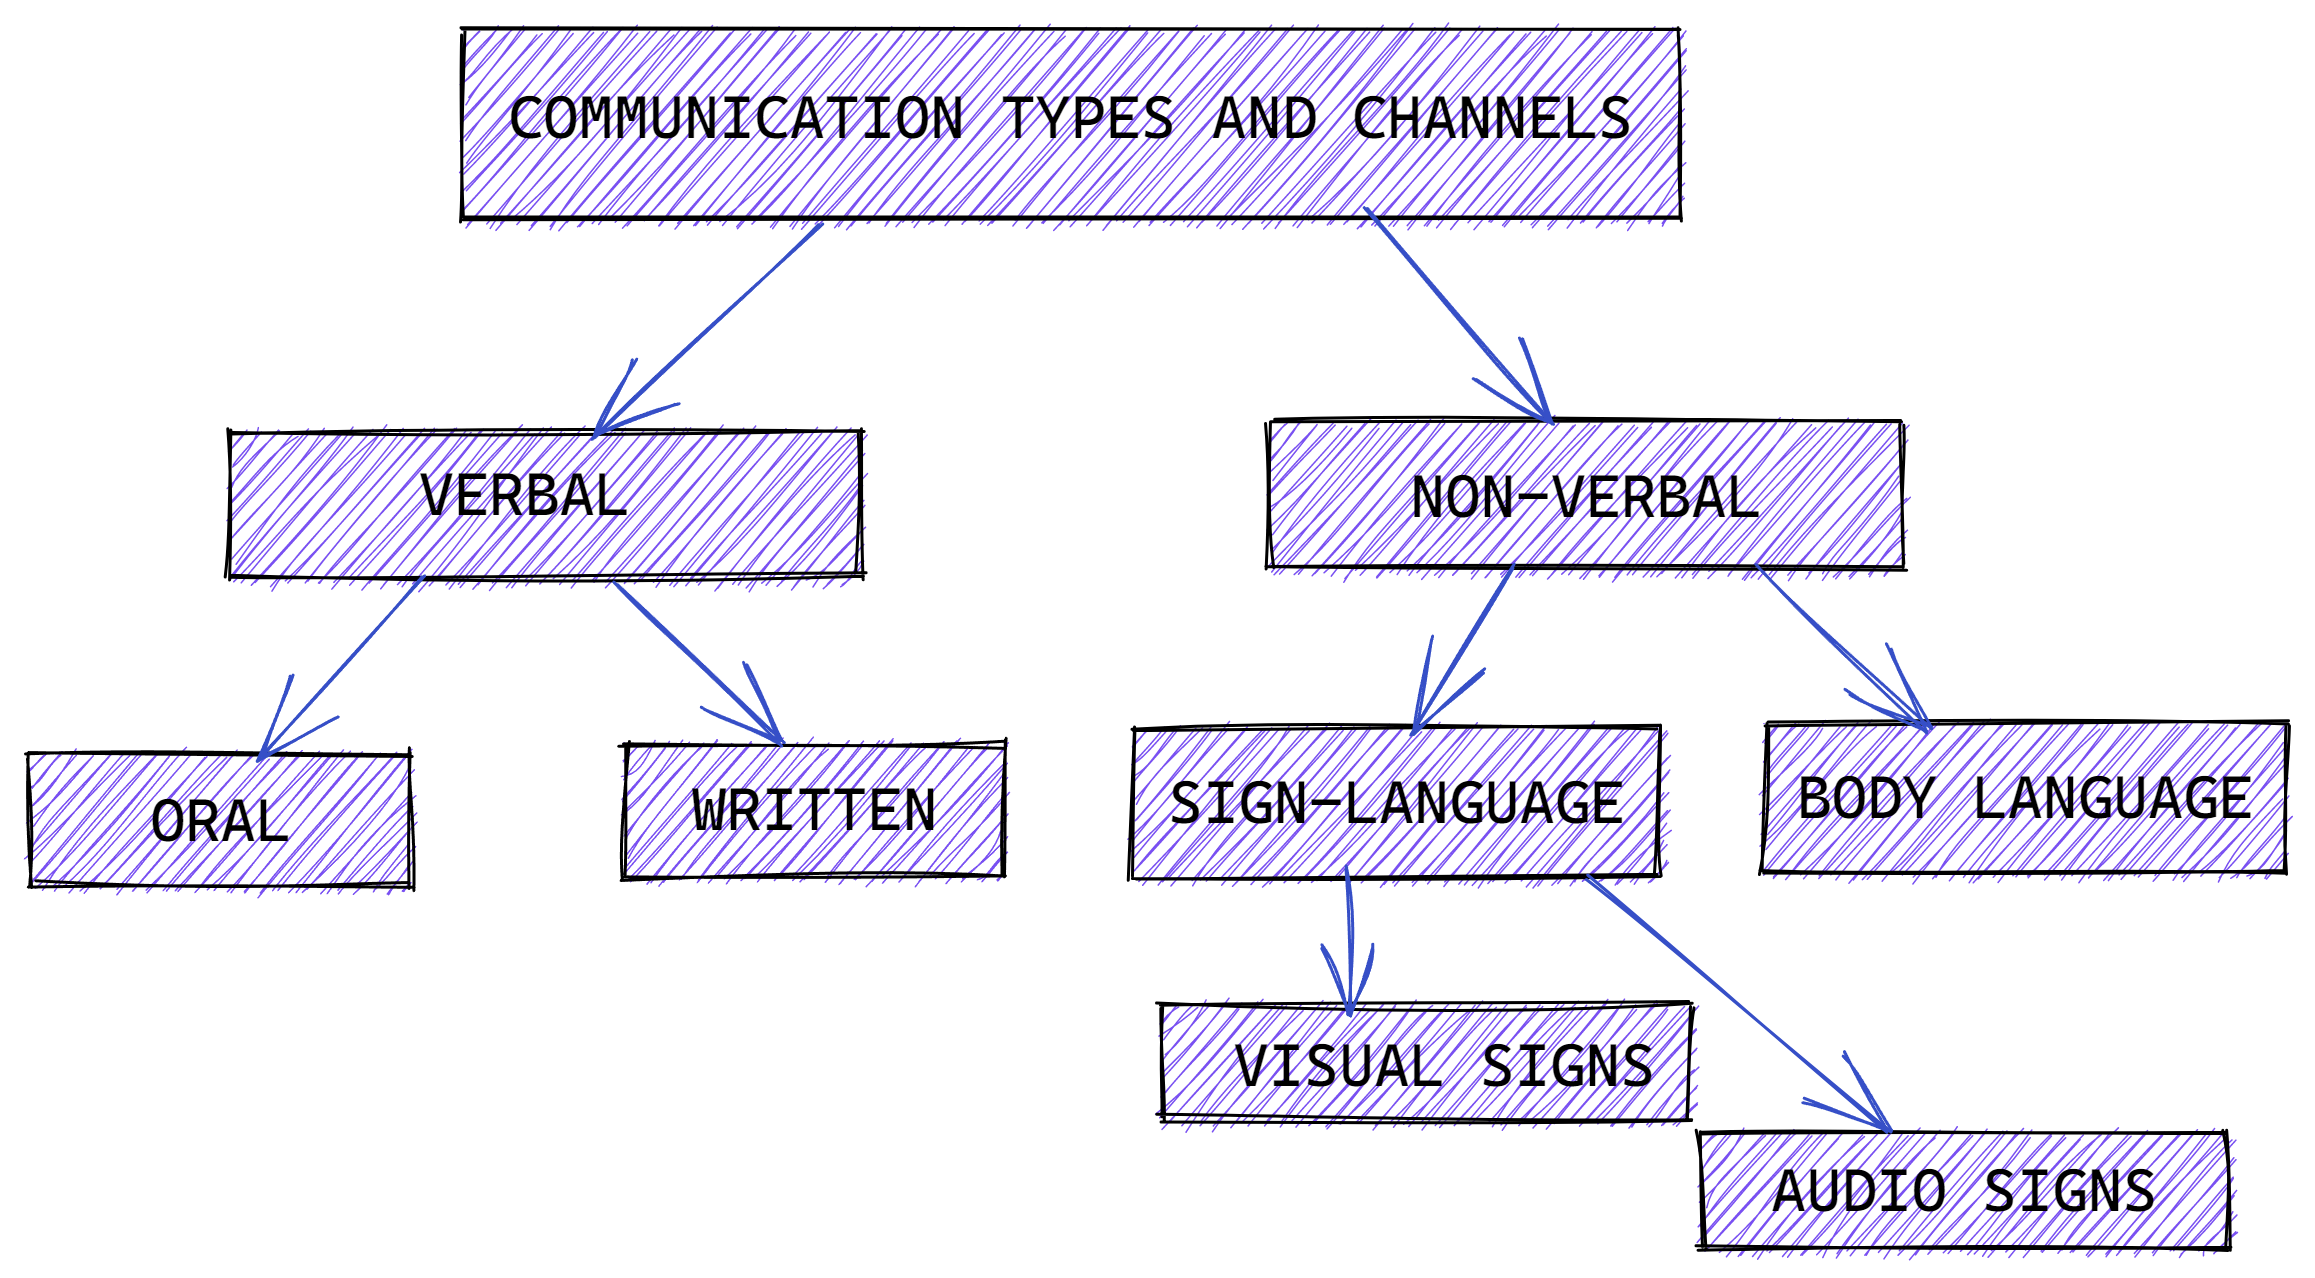 COMMUNICATION TYPES AND CHANNELS
VERBAL
NON-VERBAL
ORAL
WRITTEN
SIGN-LANGUAGE
BODY LANGUAGE
VISUAL SIGNS
AUDIO SIGNS